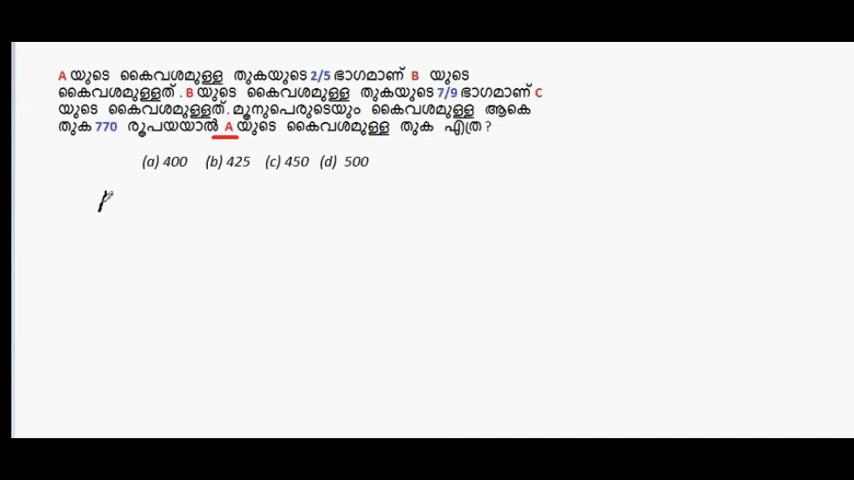 A യുടെ കൈവശമുള്ള തുകയുടെ 2/5 ഭാഗമാണ് B യുടെ
കൈവശമുള്ളത് . B യുടെ കൈവശമുള്ള തുകയുടെ 7/9 ഭാഗമാണ് C
യുടെ കൈവശമുള്ളത്. മൂനുപെരുടെയും കൈവശമുള്ള ആകെ
തുക 770 രൂപയയാൽ A യുടെ കൈവശമുള്ള തുക എത്ര ?
(a) 400 (b) 425 (c) 450 (d) 500